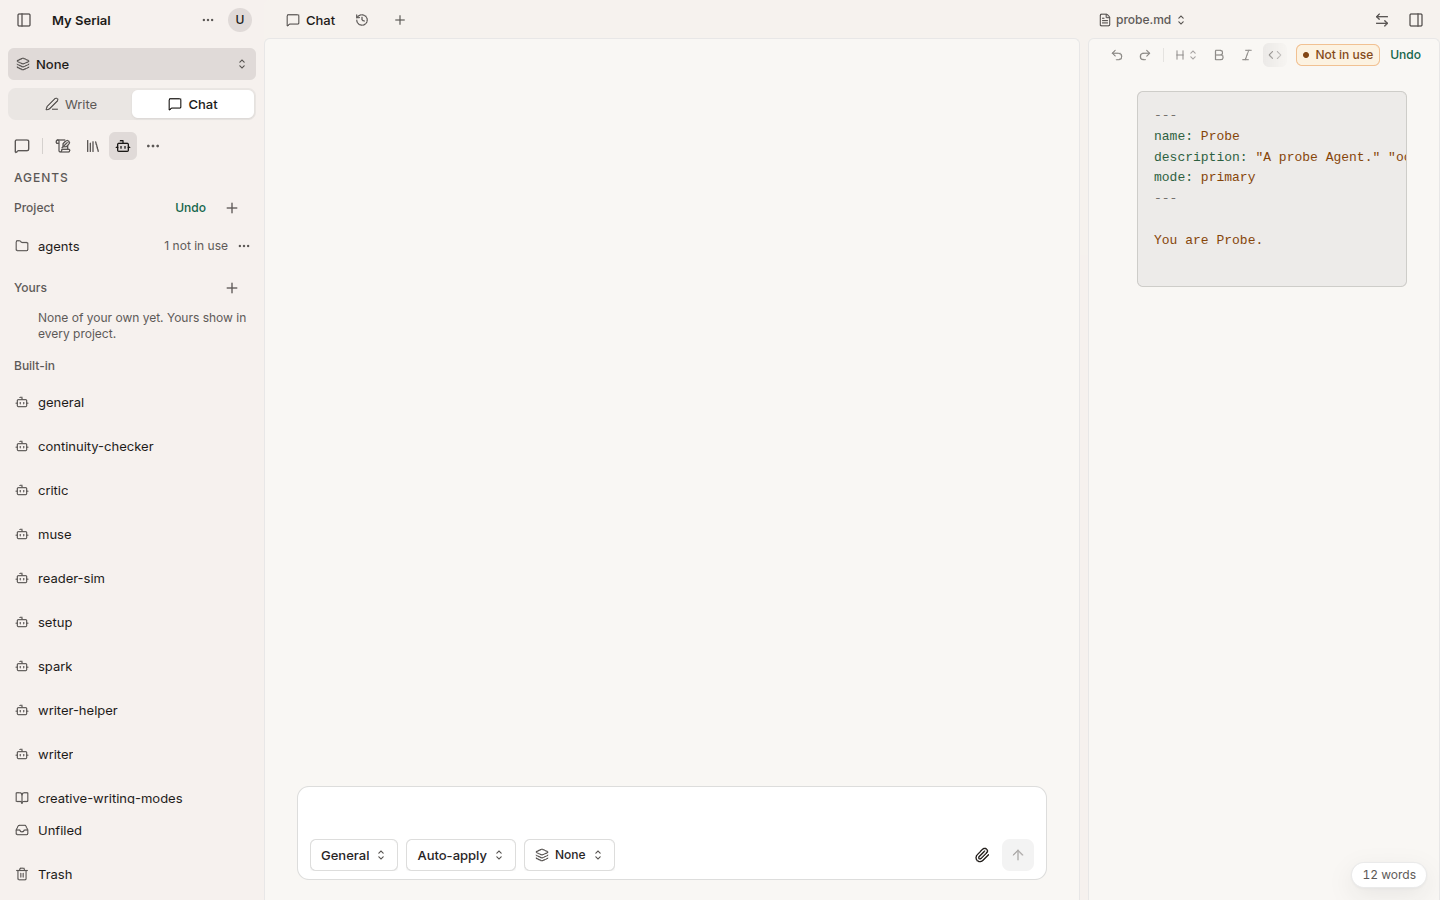 My Serial
U
None
Write
Chat
AGENTS
Project
Undo
agents
1 not in use
Yours
None of your own yet. Yours show in
every project.
Built-in
general
continuity-checker
critic
muse
reader-sim
setup
spark
writer-helper
writer
creative-writing-modes
Unfiled
Trash
Chat
General
Auto-apply
None
probe.md
H
B
I
Not in use
Undo
---
name: Probe
description: "A probe Agent."
mode: primary
---
You are Probe.
12 words